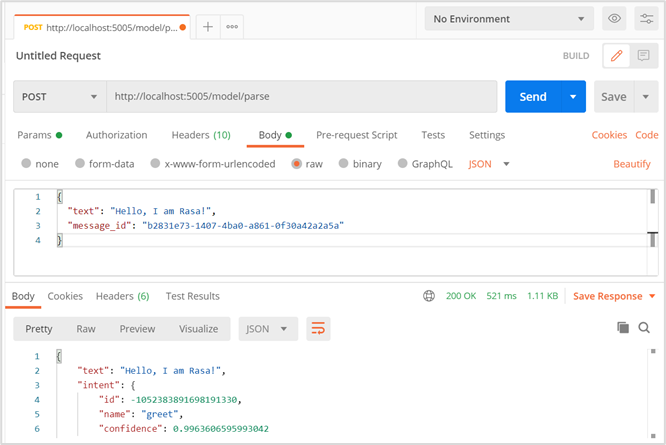 POST http://localhost:5005/model/p...
No Environment
Untitled Request
BUILD
POST
http://localhost:5005/model/parse
Send
Save
Params
Authorization
Headers (10)
Body
Pre-request Script
Tests
Settings
Cookies
Code
none
form-data
x-www-form-urlencoded
raw
binary
GraphQL
JSON
Beautify
1 {
2 "text": "Hello, I am Rasa!",
3 "message_id": "b2831e73-1407-4ba0-a861-0f30a42a2a5a"
4 }
Body
Cookies
Headers (6)
Test Results
200 OK
521 ms
1.11 KB
Save Response
Pretty
Raw
Preview
Visualize
JSON
1 {
2 "text": "Hello, I am Rasa!",
3 "intent": {
4 "id": -1052383891698191330,
5 "name": "greet",
6 "confidence": 0.9963606595993042